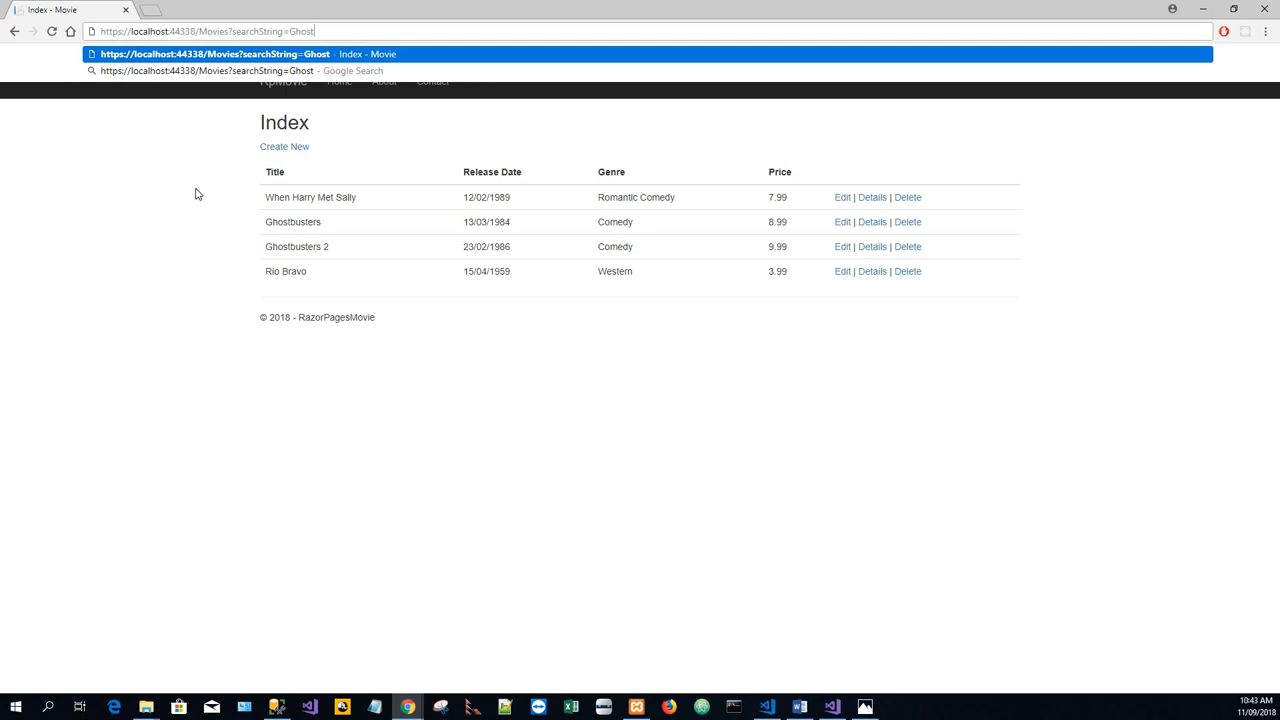 Index - Movie
https://localhost:44338/Movies?searchString=Ghost
https://localhost:44338/Movies?searchString=Ghost - Index - Movie
https://localhost:44338/Movies?searchString=Ghost - Google Search
RpMovie Home About Contact
Index
Create New
Title Release Date Genre Price
When Harry Met Sally 12/02/1989 Romantic Comedy 7.99 Edit | Details | Delete
Ghostbusters 13/03/1984 Comedy 8.99 Edit | Details | Delete
Ghostbusters 2 23/02/1986 Comedy 9.99 Edit | Details | Delete
Rio Bravo 15/04/1959 Western 3.99 Edit | Details | Delete
© 2018 - RazorPagesMovie
10:43 AM
11/09/2018